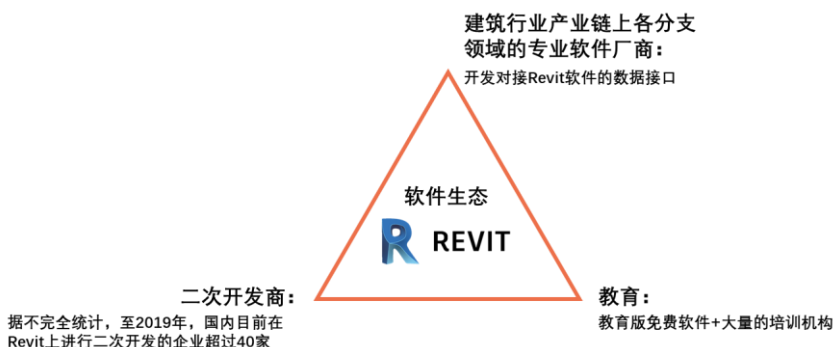 建筑行业产业链上各分支
领域的专业软件厂商：
开发对接Revit软件的数据接口
软件生态
REVIT
二次开发商：
据不完全统计，至2019年，国内目前在
Revit上进行二次开发的企业超过40家
教育：
教育版免费软件+大量的培训机构